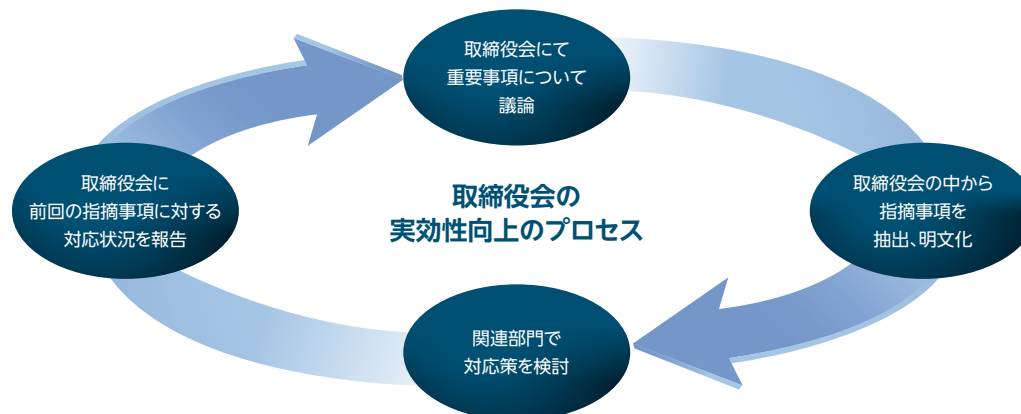 取締役会にて
重要事項について
議論
取締役会に
前回の指摘事項に対する
対応状況を報告
取締役会の
実効性向上のプロセス
取締役会の中から
指摘事項を
抽出、明文化
関連部門で
対応策を検討